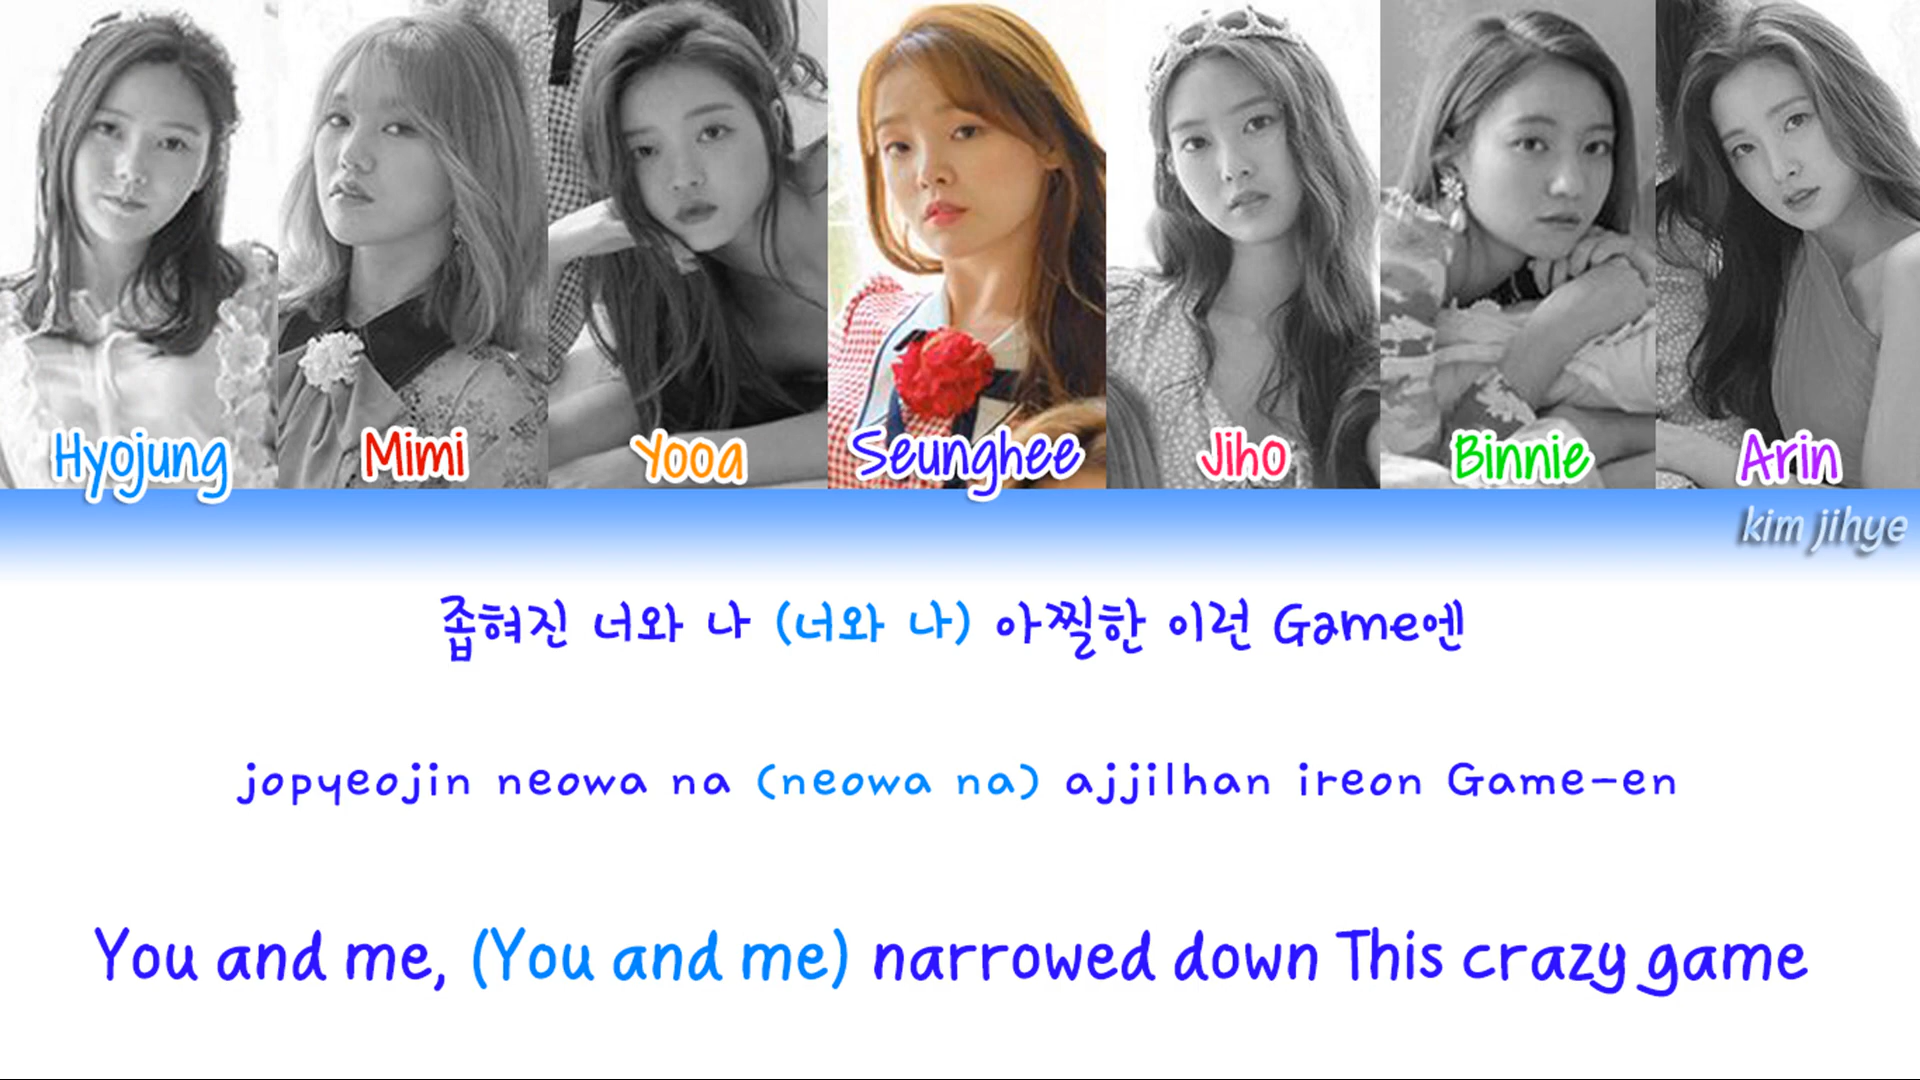 Hyojung Mimi Yooa Seunghee Jiho Binnie Arin
kim jihye
좁혀진 너와 나 (너와 나) 아찔한 이런 Game엔
jopyeojin neowa na (neowa na) ajjilhan ireon Game-en
You and me, (You and me) narrowed down This crazy game